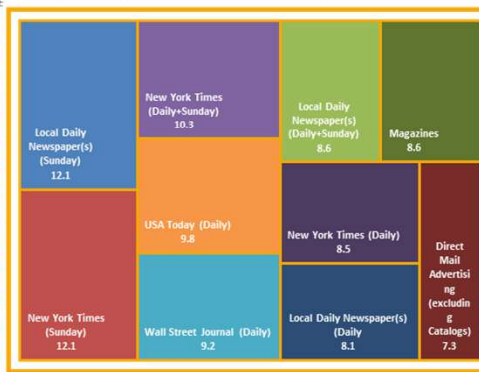 Local Daily
Newspaper(s)
(Sunday)
12.1
New York Times
(Daily+Sunday)
10.3
Local Daily
Newspaper(s)
(Daily+Sunday)
8.6
Magazines
8.6
USA Today (Daily)
9.8
New York Times (Daily)
8.5
Direct
Mail
Advertisi
ng
(excludin
g
Catalogs)
7.3
New York Times
(Sunday)
12.1
Wall Street Journal (Daily)
9.2
Local Daily Newspaper(s)
(Daily
8.1